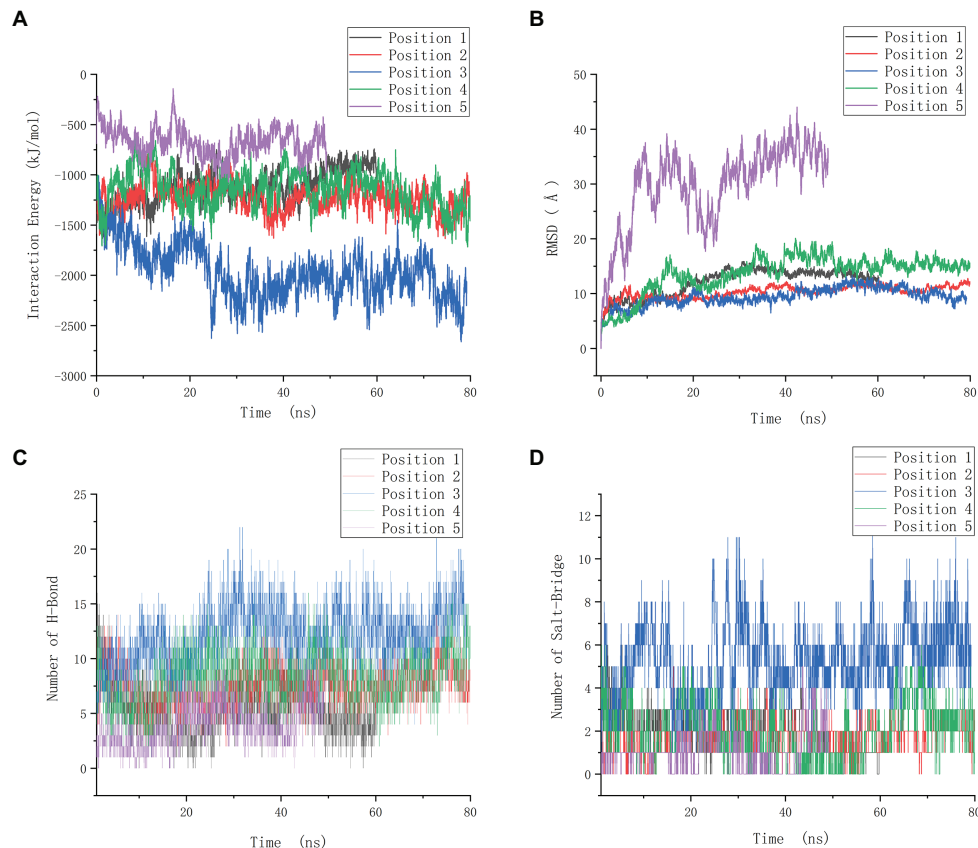 A
Position 1
Position 2
Position 3
Position 4
Position 5
0
-500
-1000
-1500
-2000
-2500
-3000
Interaction Energy (kJ/mol)
0 20 40 60 80
Time (ns)
B
Position 1
Position 2
Position 3
Position 4
Position 5
50
40
30
20
10
0
RMSD ( Å)
0 20 40 60 80
Time (ns)
C
Position 1
Position 2
Position 3
Position 4
Position 5
25
20
15
10
5
0
Number of H-Bond
20 40 60 80
Time (ns)
D
Position 1
Position 2
Position 3
Position 4
Position 5
12
10
8
6
4
2
0
Number of Salt-Bridge
20 40 60 80
Time (ns)